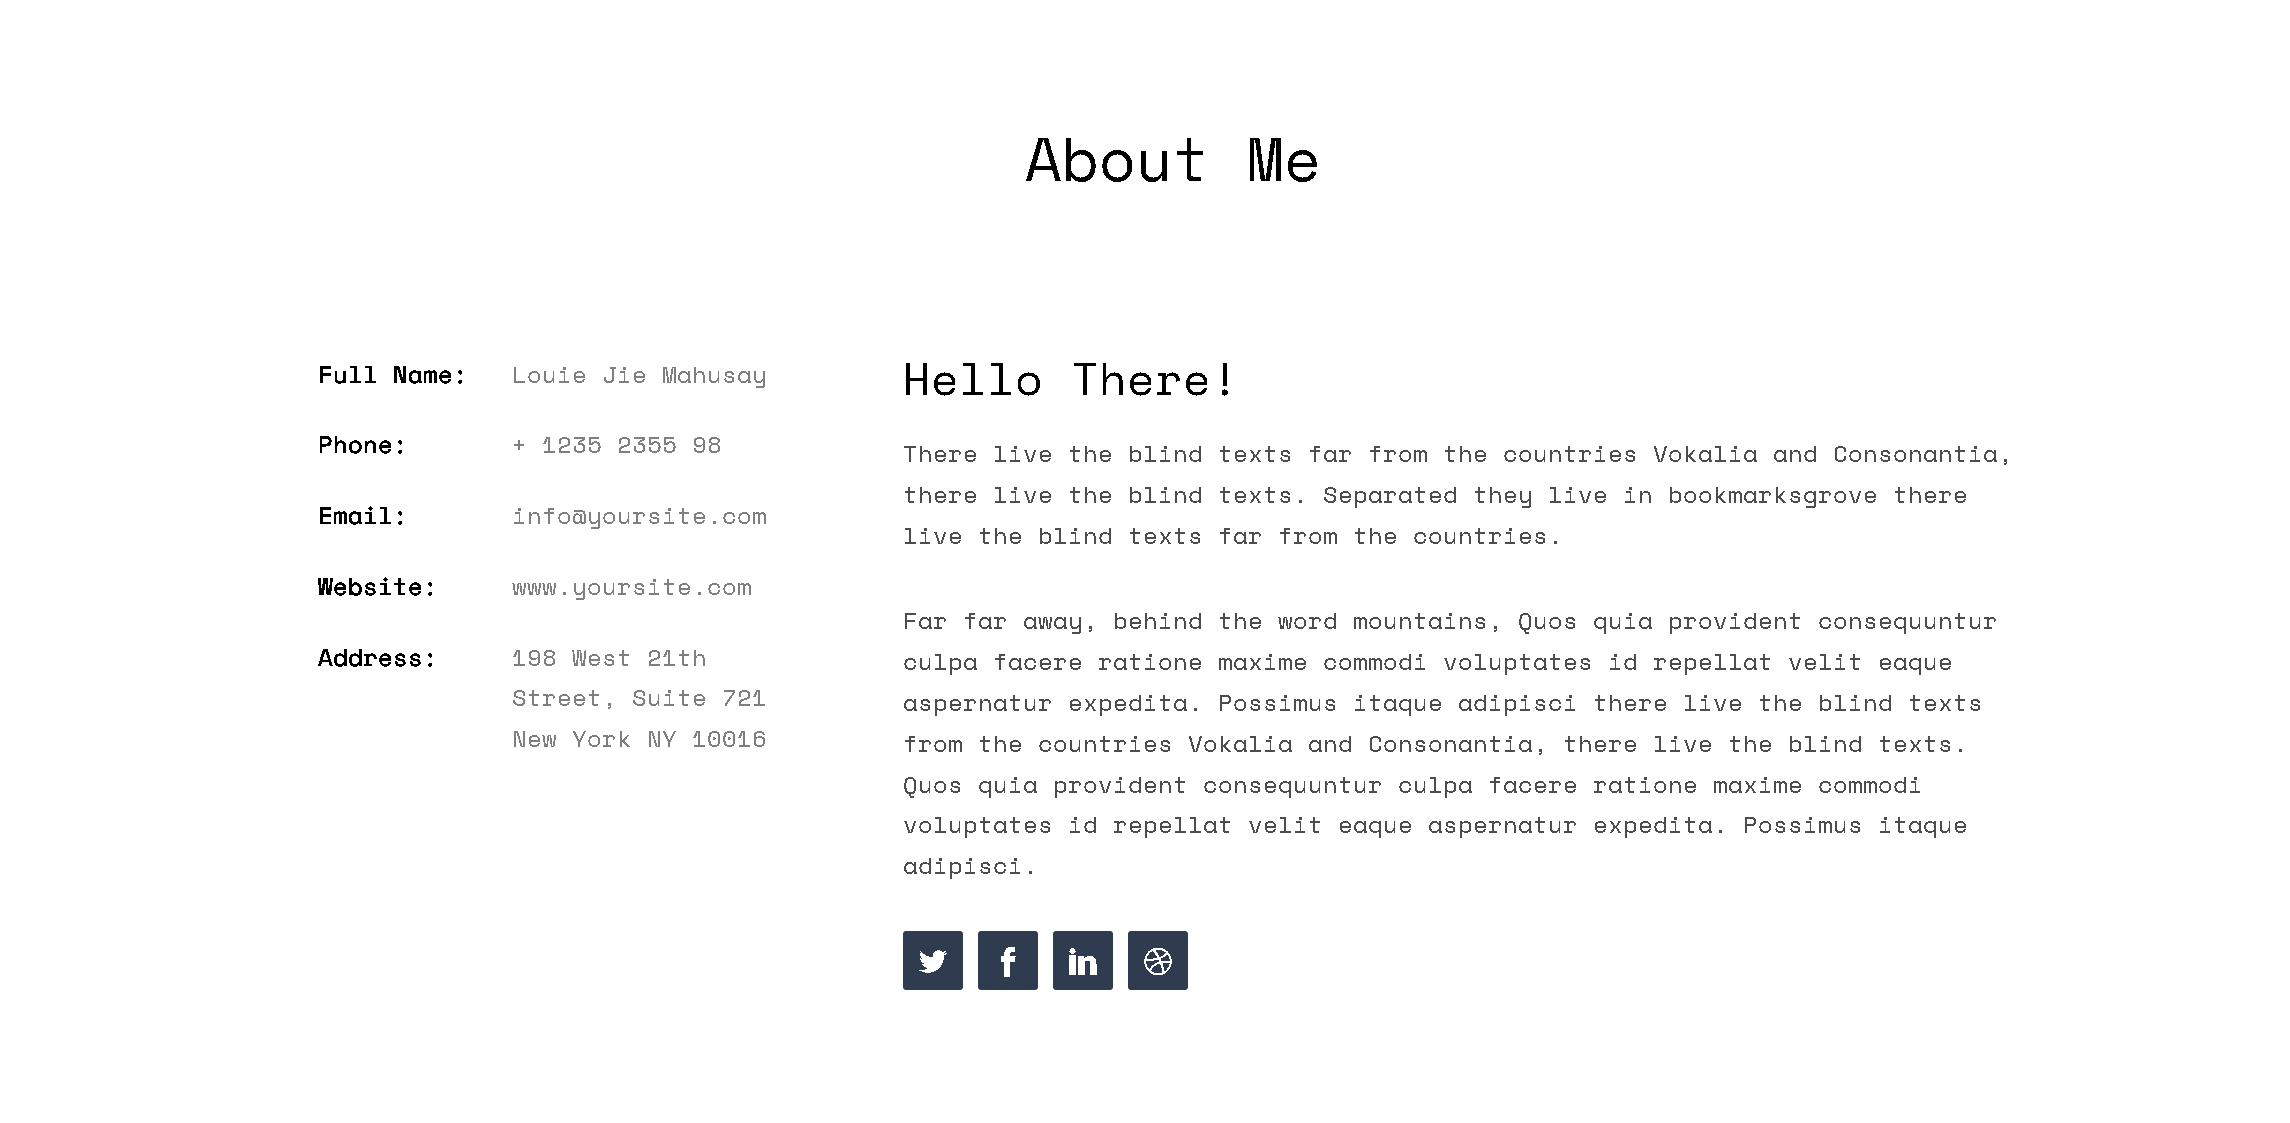 About Me
Full Name: Louie Jie Mahusay
Phone: + 1235 2355 98
Email: info@yoursite.com
Website: www.yoursite.com
Address: 198 West 21th
Street, Suite 721
New York NY 10016
Hello There!
There live the blind texts far from the countries Vokalia and Consonantia,
there live the blind texts. Separated they live in bookmarksgrove there
live the blind texts far from the countries.
Far far away, behind the word mountains, Quos quia provident consequuntur
culpa facere ratione maxime commodi voluptates id repellat velit eaque
aspernatur expedita. Possimus itaque adipisci there live the blind texts
from the countries Vokalia and Consonantia, there live the blind texts.
Quos quia provident consequuntur culpa facere ratione maxime commodi
voluptates id repellat velit eaque aspernatur expedita. Possimus itaque
adipisci.